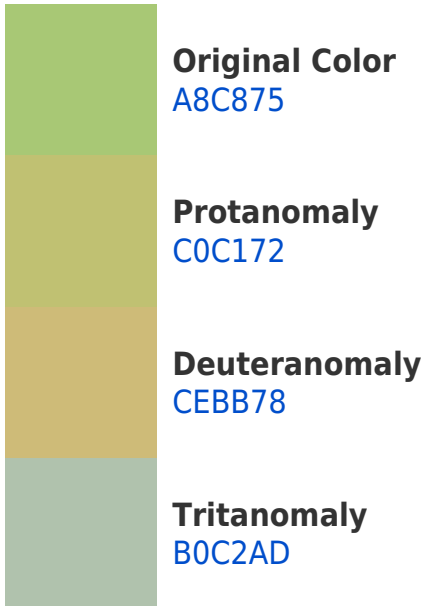 Original Color
A8C875
Protanomaly
C0C172
Deuteranomaly
CEBB78
Tritanomaly
B0C2AD